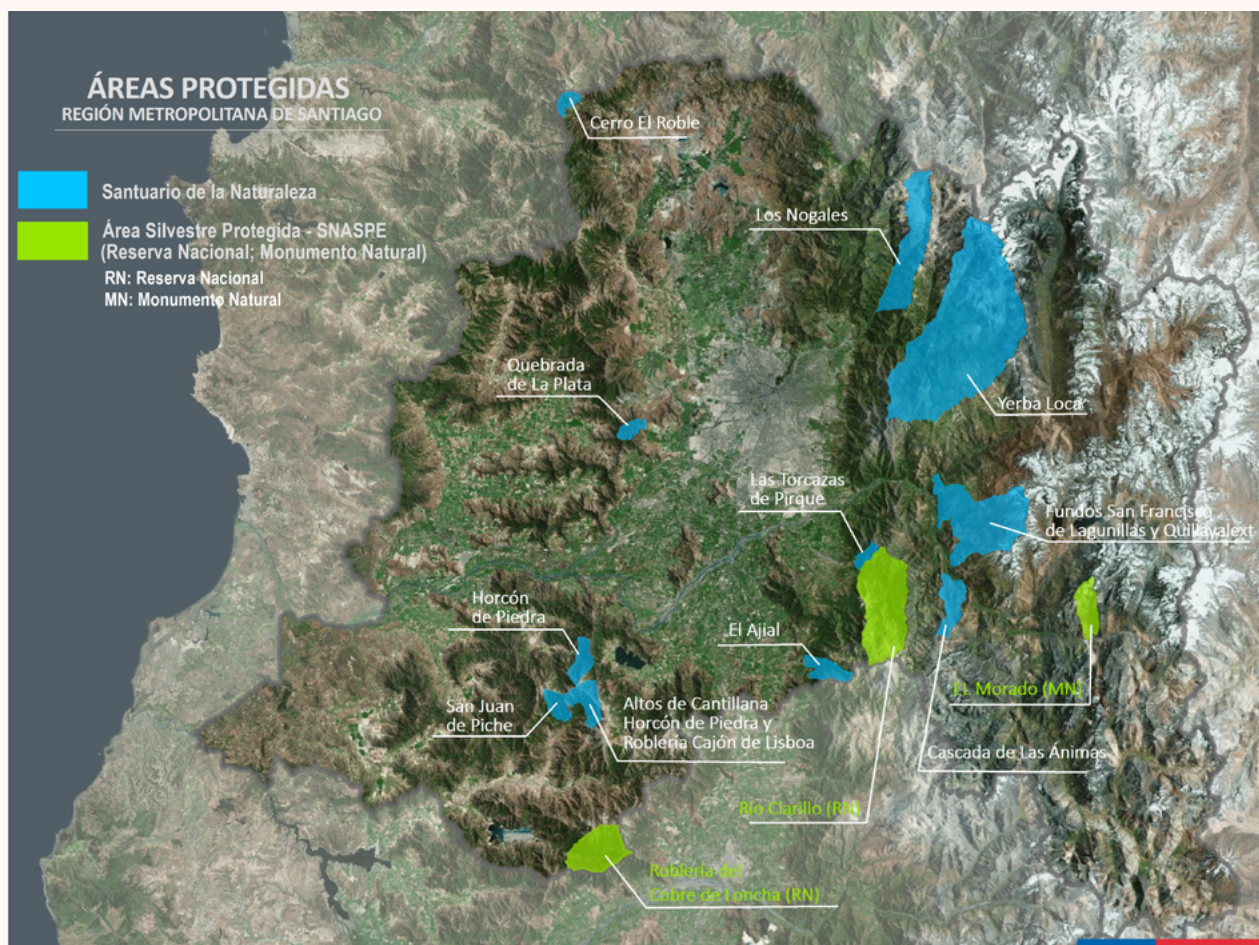 ÁREAS PROTEGIDAS
REGIÓN METROPOLITANA DE SANTIAGO
Santuario de la Naturaleza
Área Silvestre Protegida - SNASPE
(Reserva Nacional; Monumento Natural)
RN: Reserva Nacional
MN: Monumento Natural
Cerro El Roble
Los Nogales
Quebrada
de La Plata
Yerba Loca
Las Torcazas
de Pirque
Fundos San Francisco
de Lagunillas y Quillayalext
Horcón
de Piedra
El Ajial
San Juan
de Piche
Altos de Cantillana
Horcón de Piedra y
Roblería Cajón de Lisboa
EL Morado (MN)
Cascada de Las Ánimas
Río Clarillo (RN)
Roblería del
Cobre de Loncha (RN)